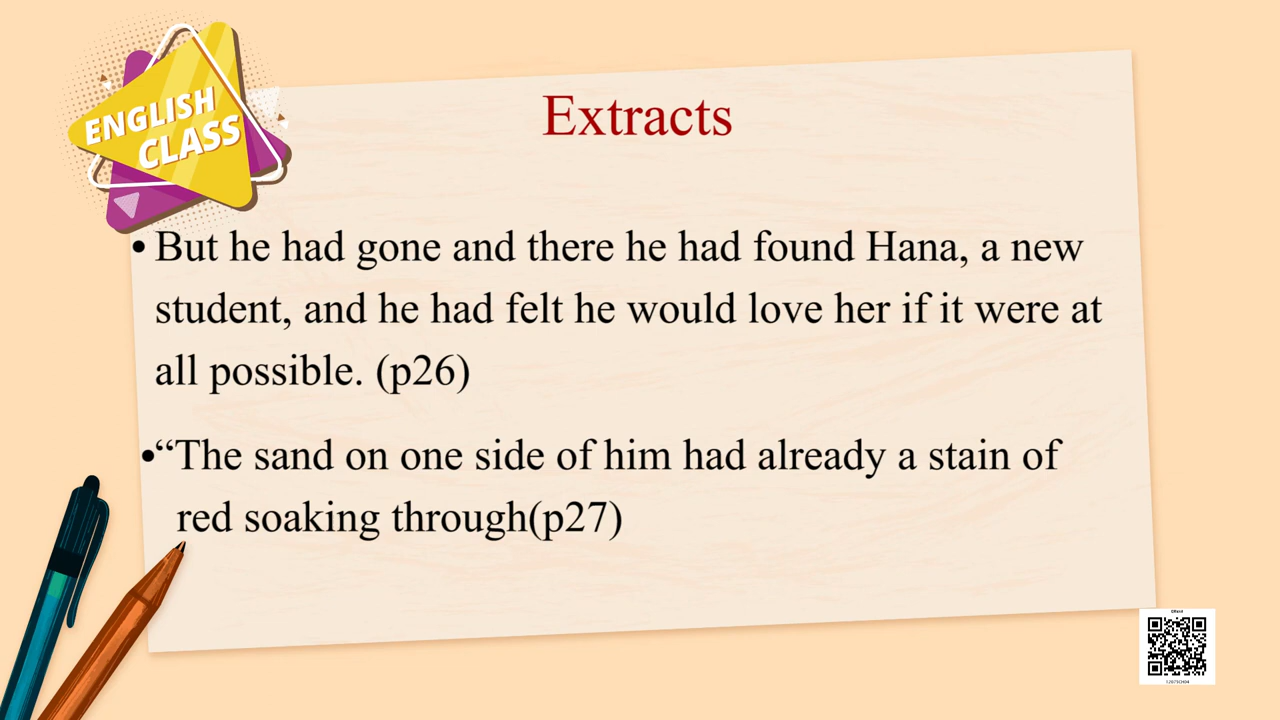 ENGLISH
CLASS
Extracts
• But he had gone and there he had found Hana, a new
student, and he had felt he would love her if it were at
all possible. (p26)
•“The sand on one side of him had already a stain of
red soaking through(p27)